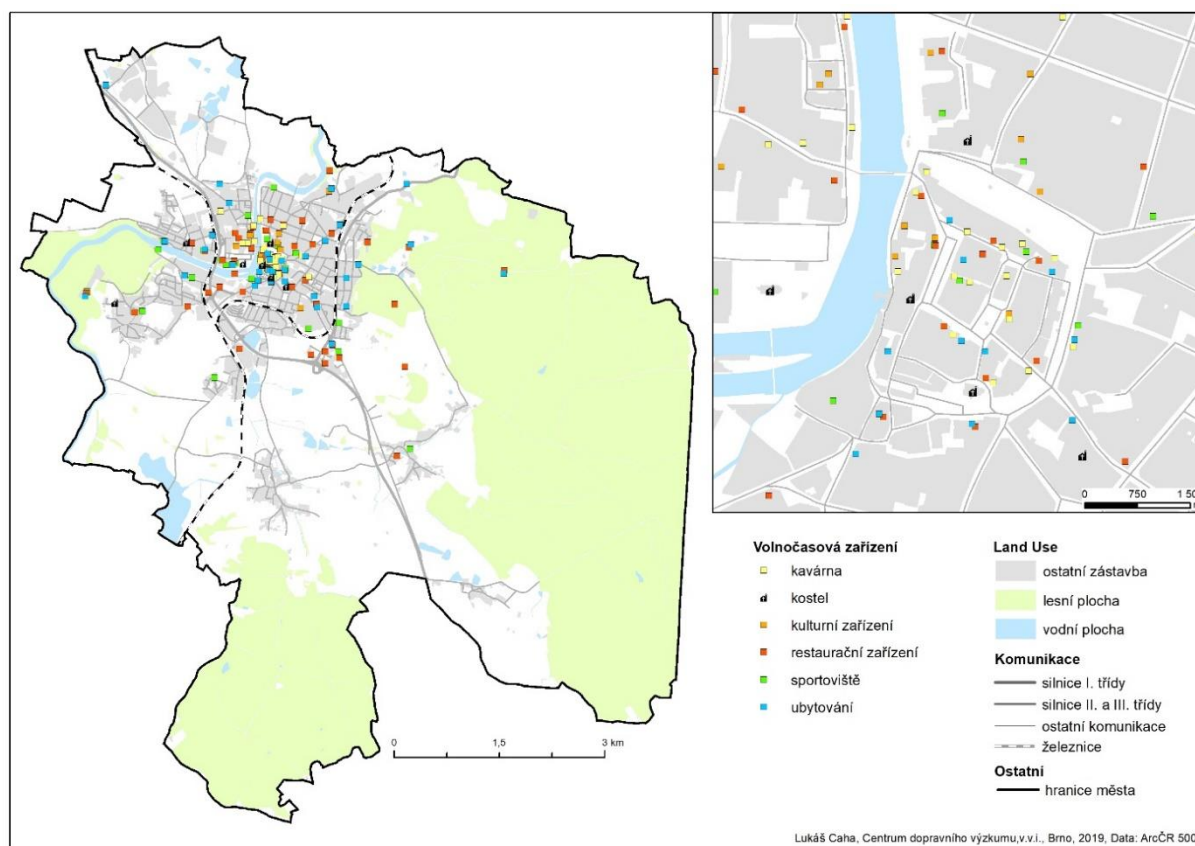 0 750 1 50
0 1,5 3 km
Volnočasová zařízení
kavárna
kostel
kulturní zařízení
restaurační zařízení
sportoviště
ubytování
Land Use
ostatní zástavba
lesní plocha
vodní plocha
Komunikace
silnice I. třídy
silnice II. a III. třídy
ostatní komunikace
železnice
Ostatní
hranice města
Lukáš Caha, Centrum dopravního výzkumu,v.v.i., Brno, 2019, Data: ArcČR 500